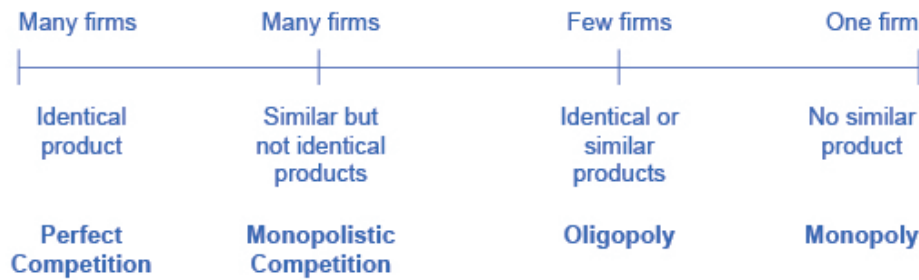 Many firms
Many firms
Few firms
One firm
Identical
product
Similar but
not identical
products
Identical or
similar
products
No similar
product
Perfect
Competition
Monopolistic
Competition
Oligopoly
Monopoly